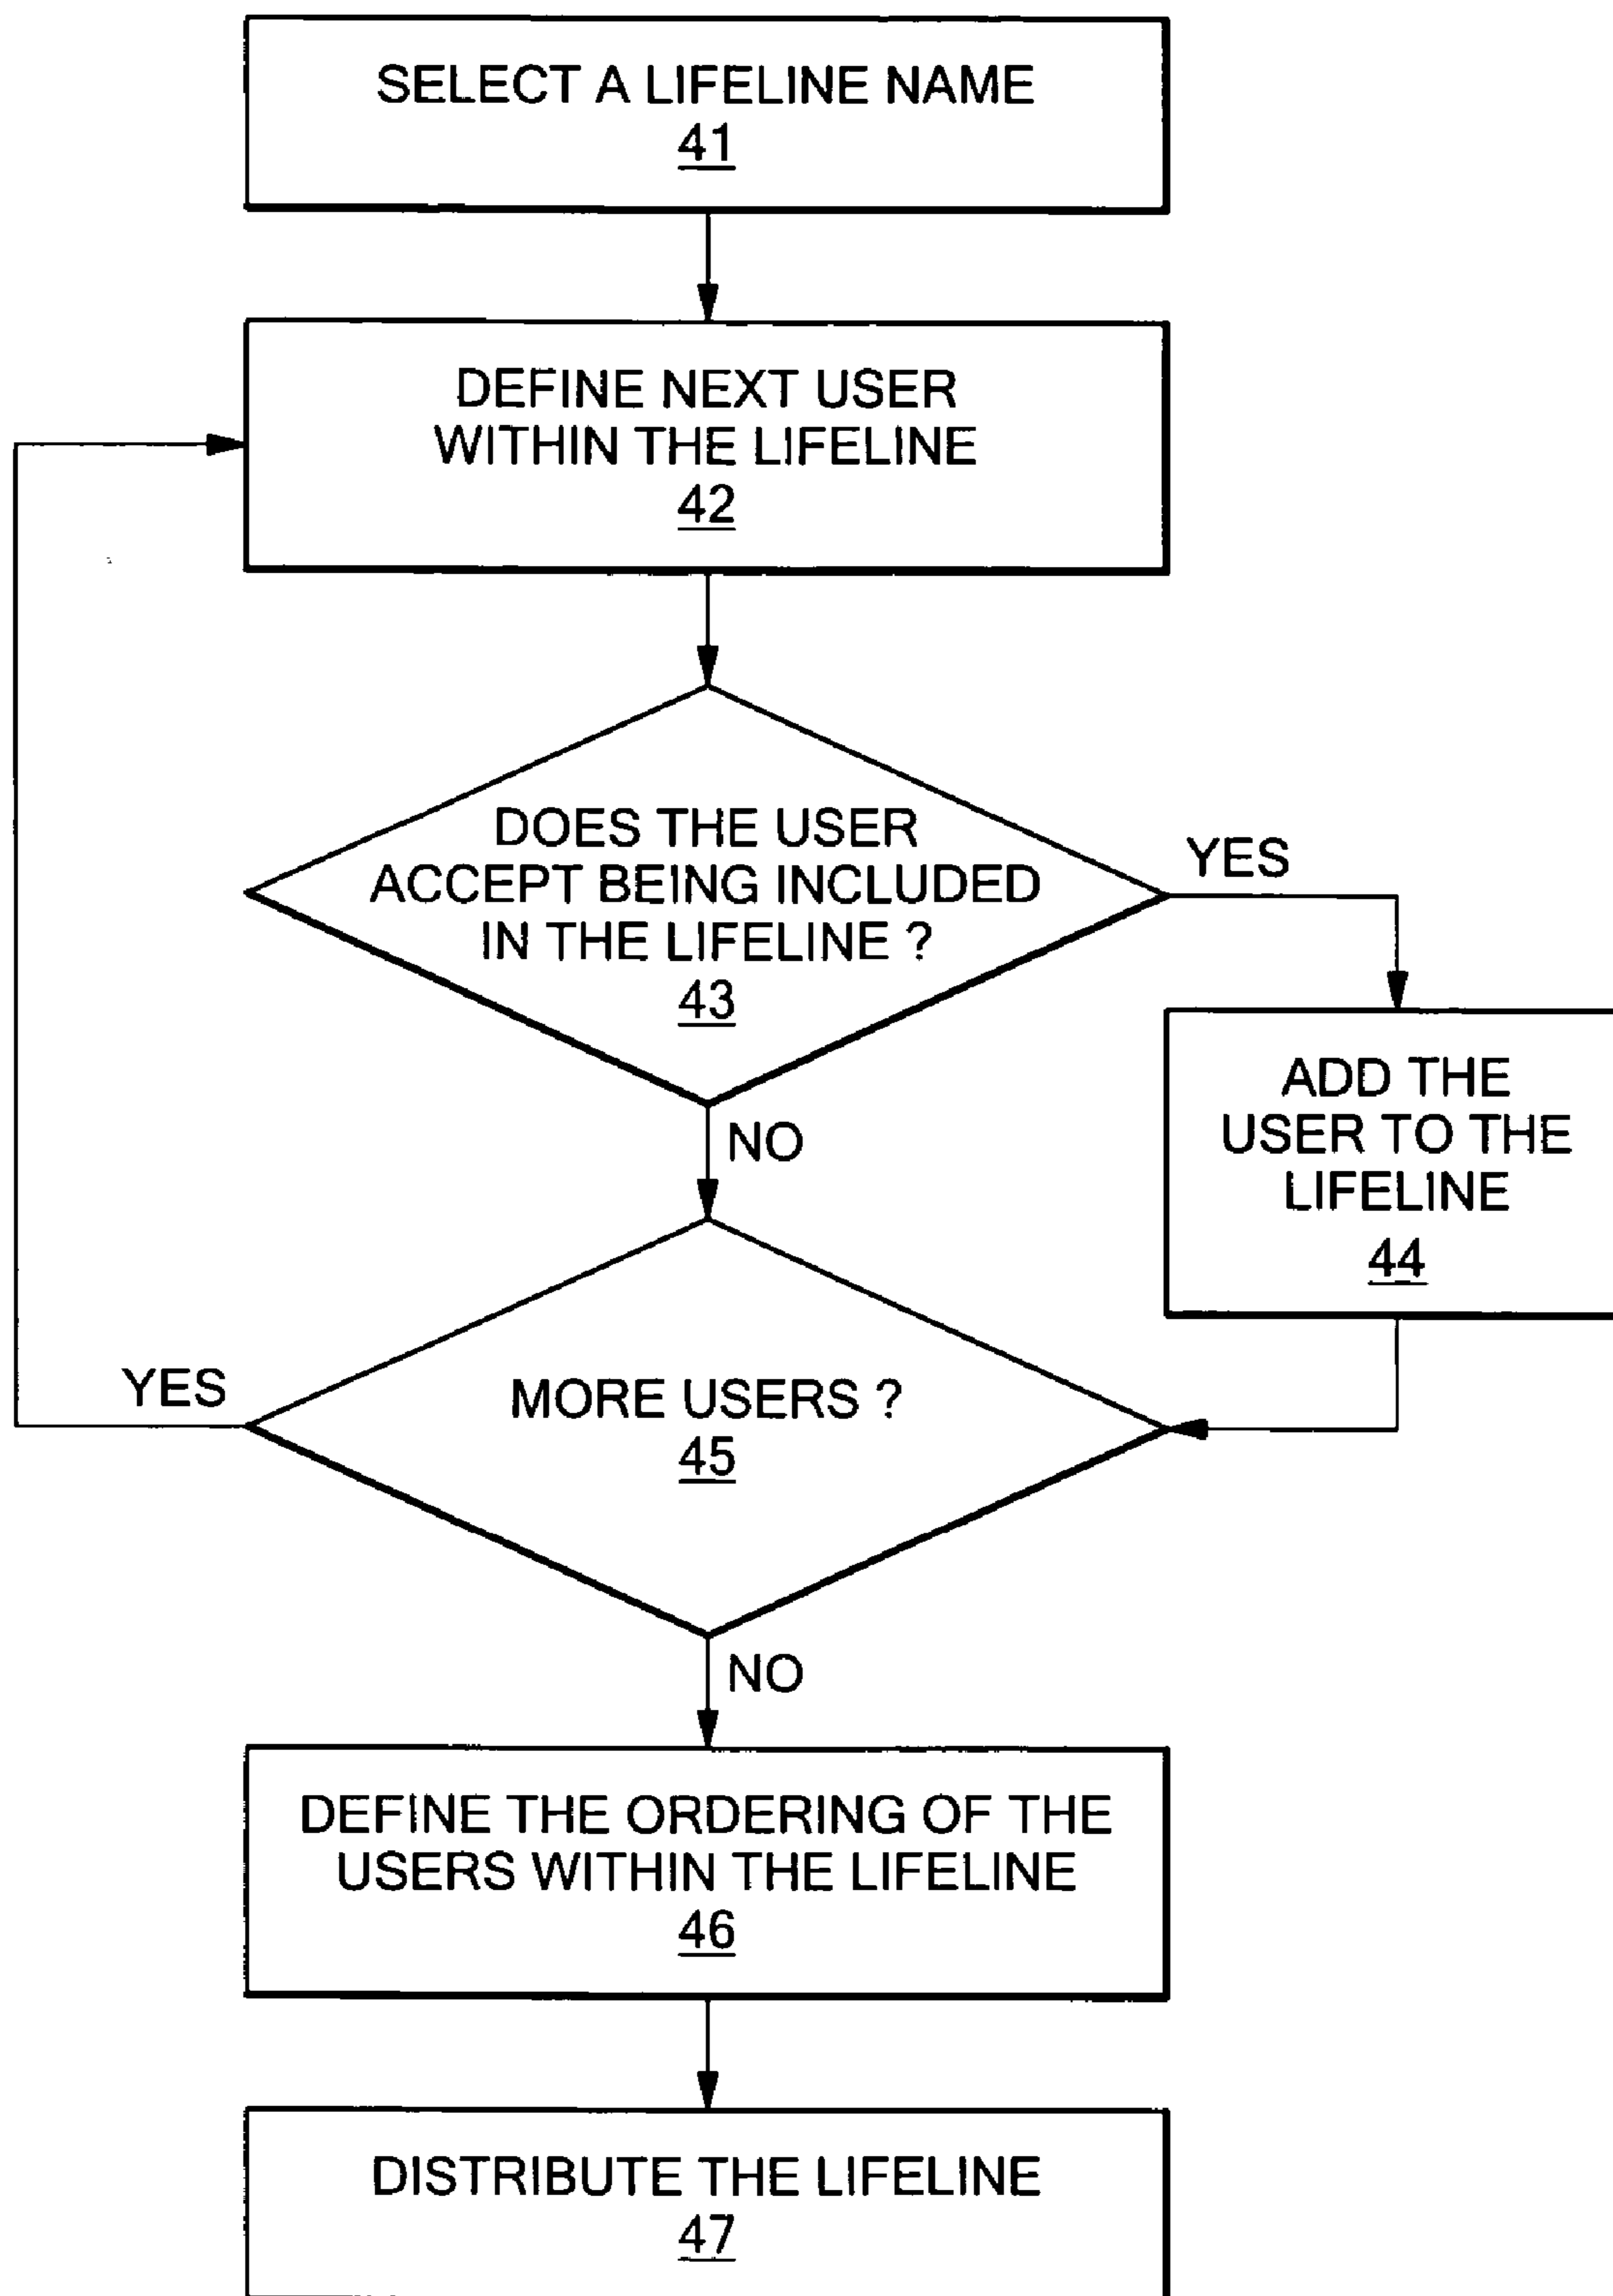 SELECT A LIFELINE NAME
41
DEFINE NEXT USER
WITHIN THE LIFELINE
42
DOES THE USER
ACCEPT BEING INCLUDED
IN THE LIFELINE ?
43
YES
NO
ADD THE
USER TO THE
LIFELINE
44
MORE USERS ?
45
YES
NO
DEFINE THE ORDERING OF THE
USERS WITHIN THE LIFELINE
46
DISTRIBUTE THE LIFELINE
47